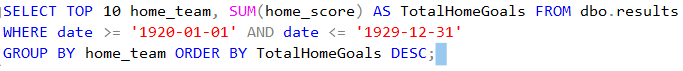 SELECT TOP 10 home_team, SUM(home_score) AS TotalHomeGoals FROM dbo.results
WHERE date >= '1920-01-01' AND date <= '1929-12-31'
GROUP BY home_team ORDER BY TotalHomeGoals DESC;